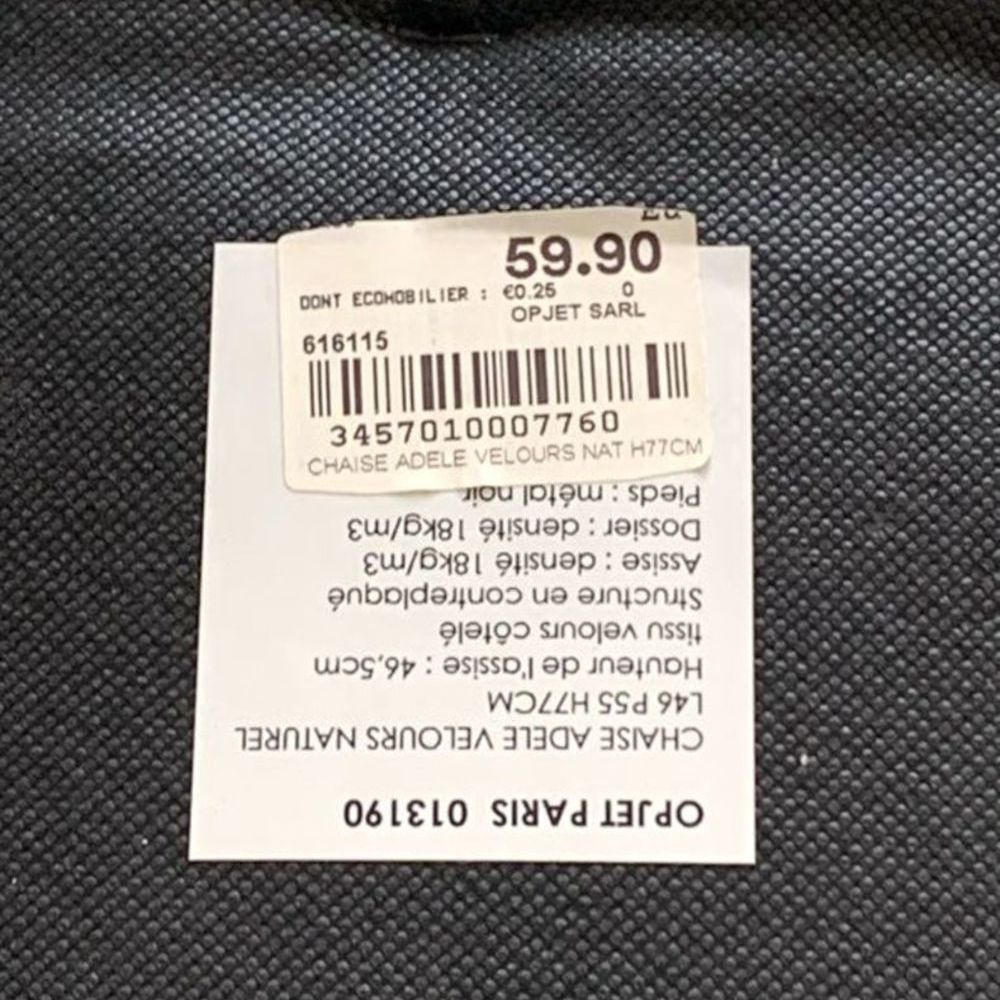 59.90
DONT ECOMOBILIER : €0.25 0
OPJET SARL
616115
3457010007760
CHAISE ADELE VELOURS NAT H77CM
OPJET PARIS 013190
CHAISE ADELE VELOURS NATUREL
L46 P55 H77CM
Hauteur de l'assise : 46,5cm
tissu velours côtelé
Structure en contreplaqué
Assise : densité 18kg/m3
Dossier : densité 18kg/m3
Pieds : métal noir